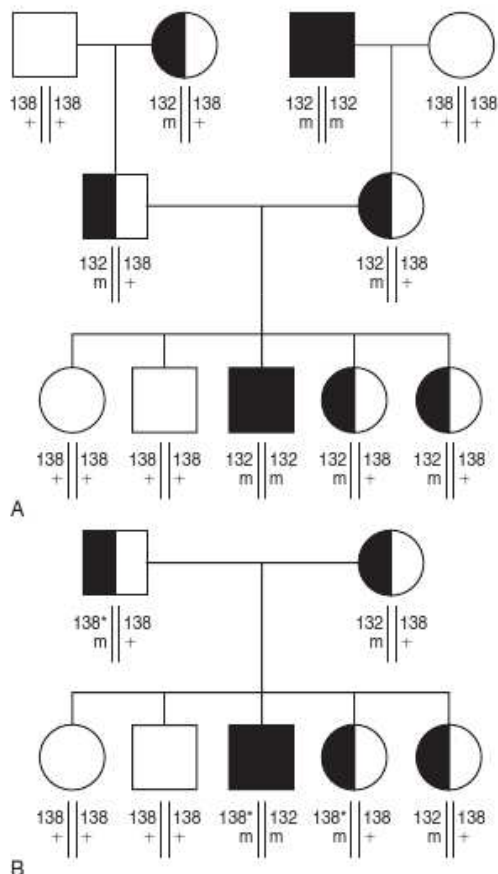 138 138 132 138 132 132 138 138
+ + m + m m + +
132 138 132 138
m + m +
138 138 138 138 132 132 132 138 132 138
+ + + + m m m + m +
A
138* 138 132 138
m + m +
138 138 138 138 138* 132 138* 138 132 138
+ + + + m m m + m +
B